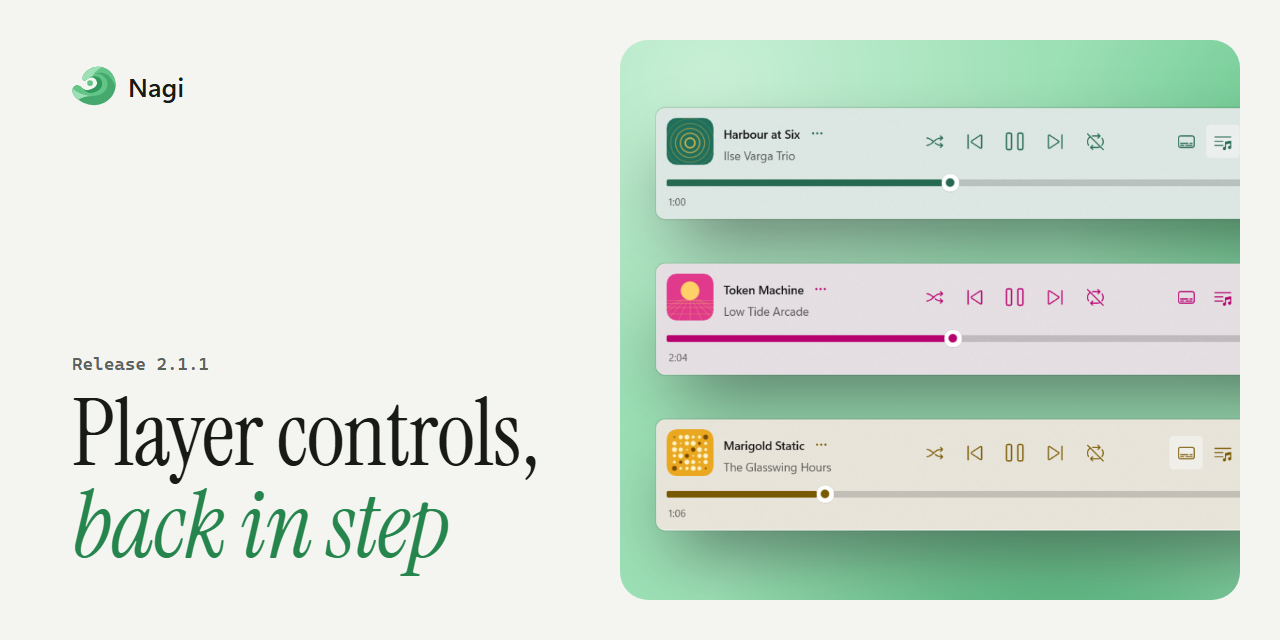 Nagi
Release 2.1.1
Player controls,
back in step
Harbour at Six ···
Ilse Varga Trio
1:00
Token Machine ···
Low Tide Arcade
2:04
Marigold Static ···
The Glasswing Hours
1:06